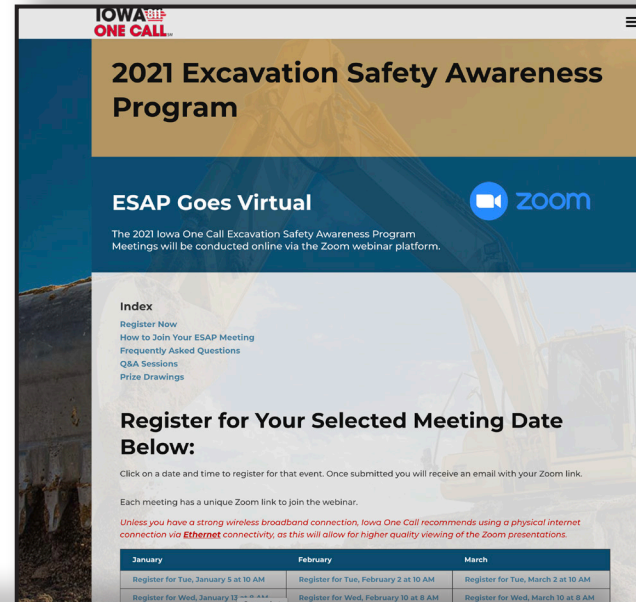 IOWA 811
ONE CALL
2021 Excavation Safety Awareness
Program
ESAP Goes Virtual
zoom
The 2021 Iowa One Call Excavation Safety Awareness Program
Meetings will be conducted online via the Zoom webinar platform.
Index
Register Now
How to Join Your ESAP Meeting
Frequently Asked Questions
Q&A Sessions
Prize Drawings
Register for Your Selected Meeting Date
Below:
Click on a date and time to register for that event. Once submitted you will receive an email with your Zoom link.
Each meeting has a unique Zoom link to join the webinar.
Unless you have a strong wireless broadband connection, Iowa One Call recommends using a physical internet
connection via Ethernet connectivity, as this will allow for higher quality viewing of the Zoom presentations.
January February March
Register for Tue, January 5 at 10 AM Register for Tue, February 2 at 10 AM Register for Tue, March 2 at 10 AM
Register for Wed, January 13 Register for Wed, February 10 at 8 AM Register for Wed, March 10 at 8 AM